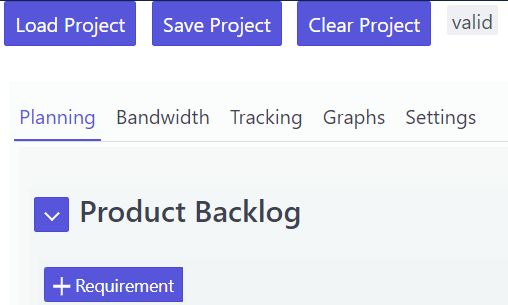 Load Project Save Project Clear Project valid
Planning Bandwidth Tracking Graphs Settings
Product Backlog
+ Requirement